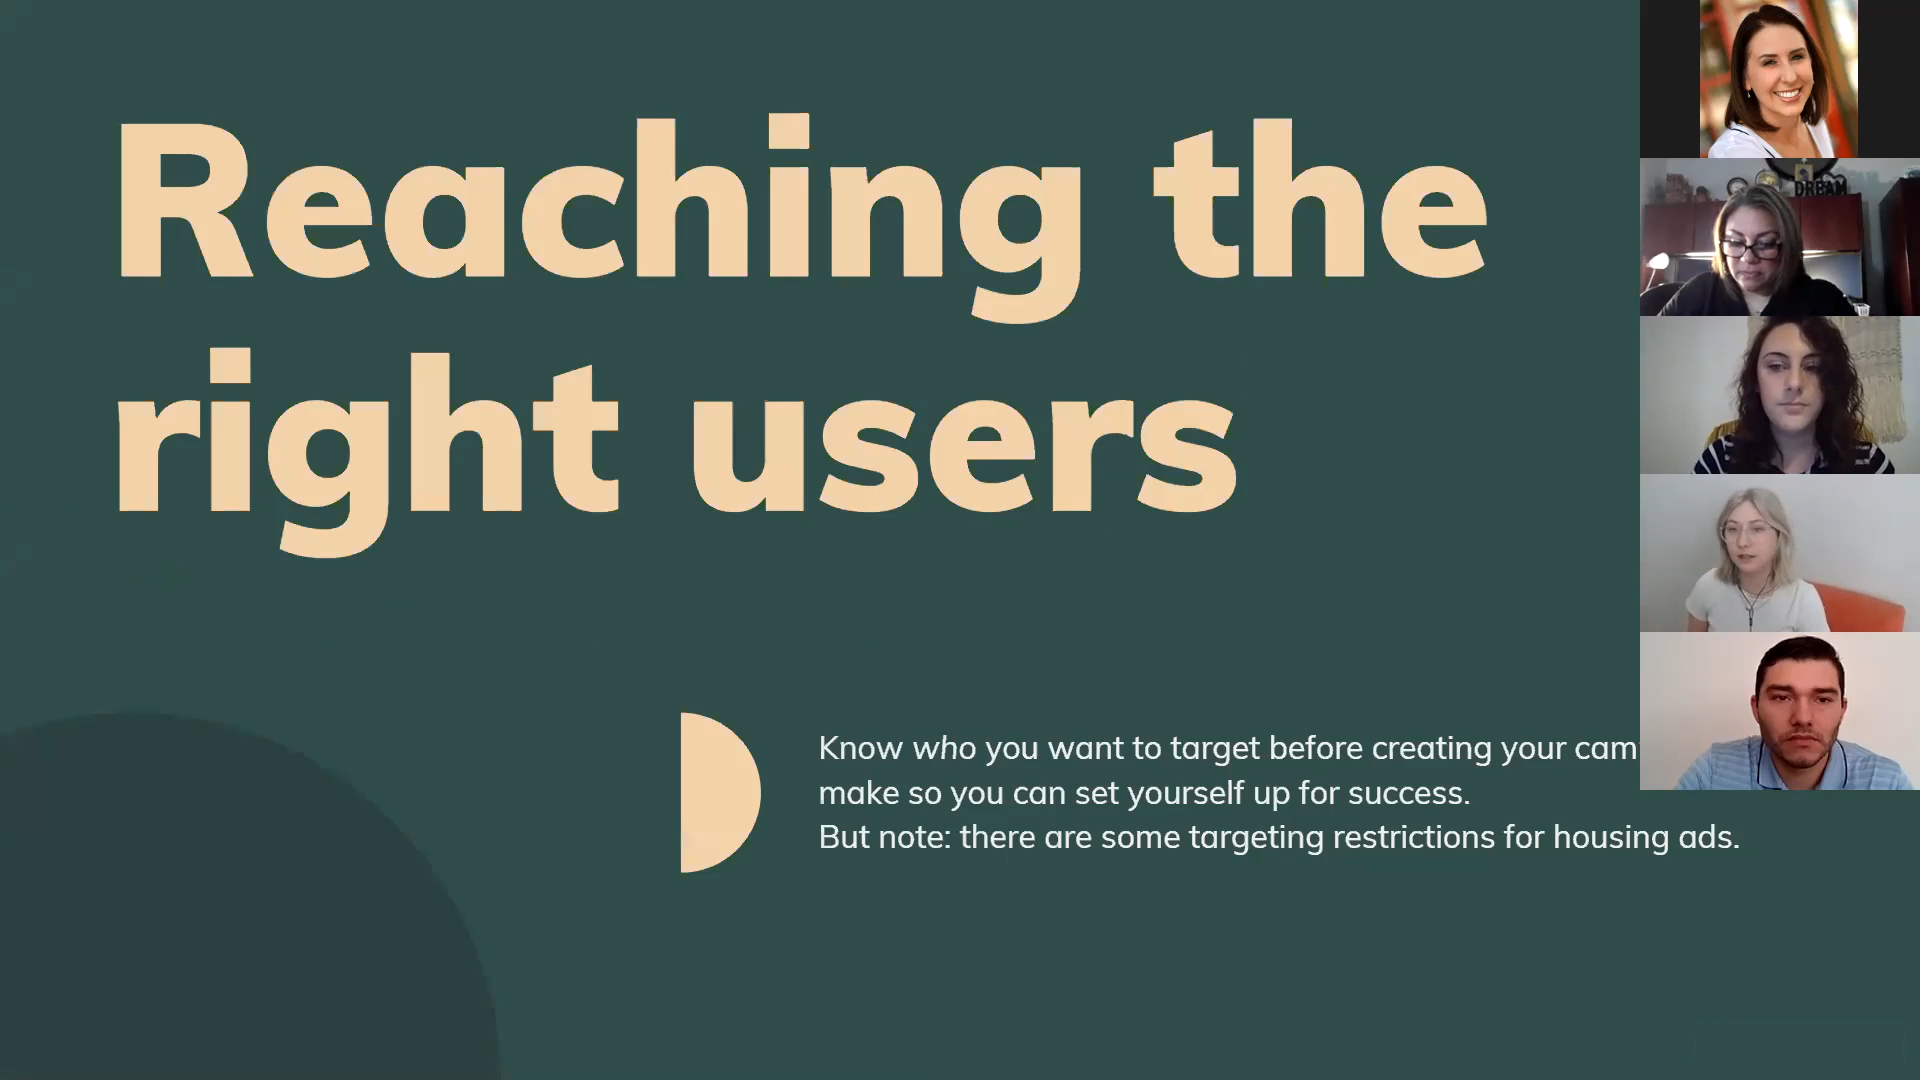 Reaching the
right users
DREAM
Know who you want to target before creating your cam
make so you can set yourself up for success.
But note: there are some targeting restrictions for housing ads.